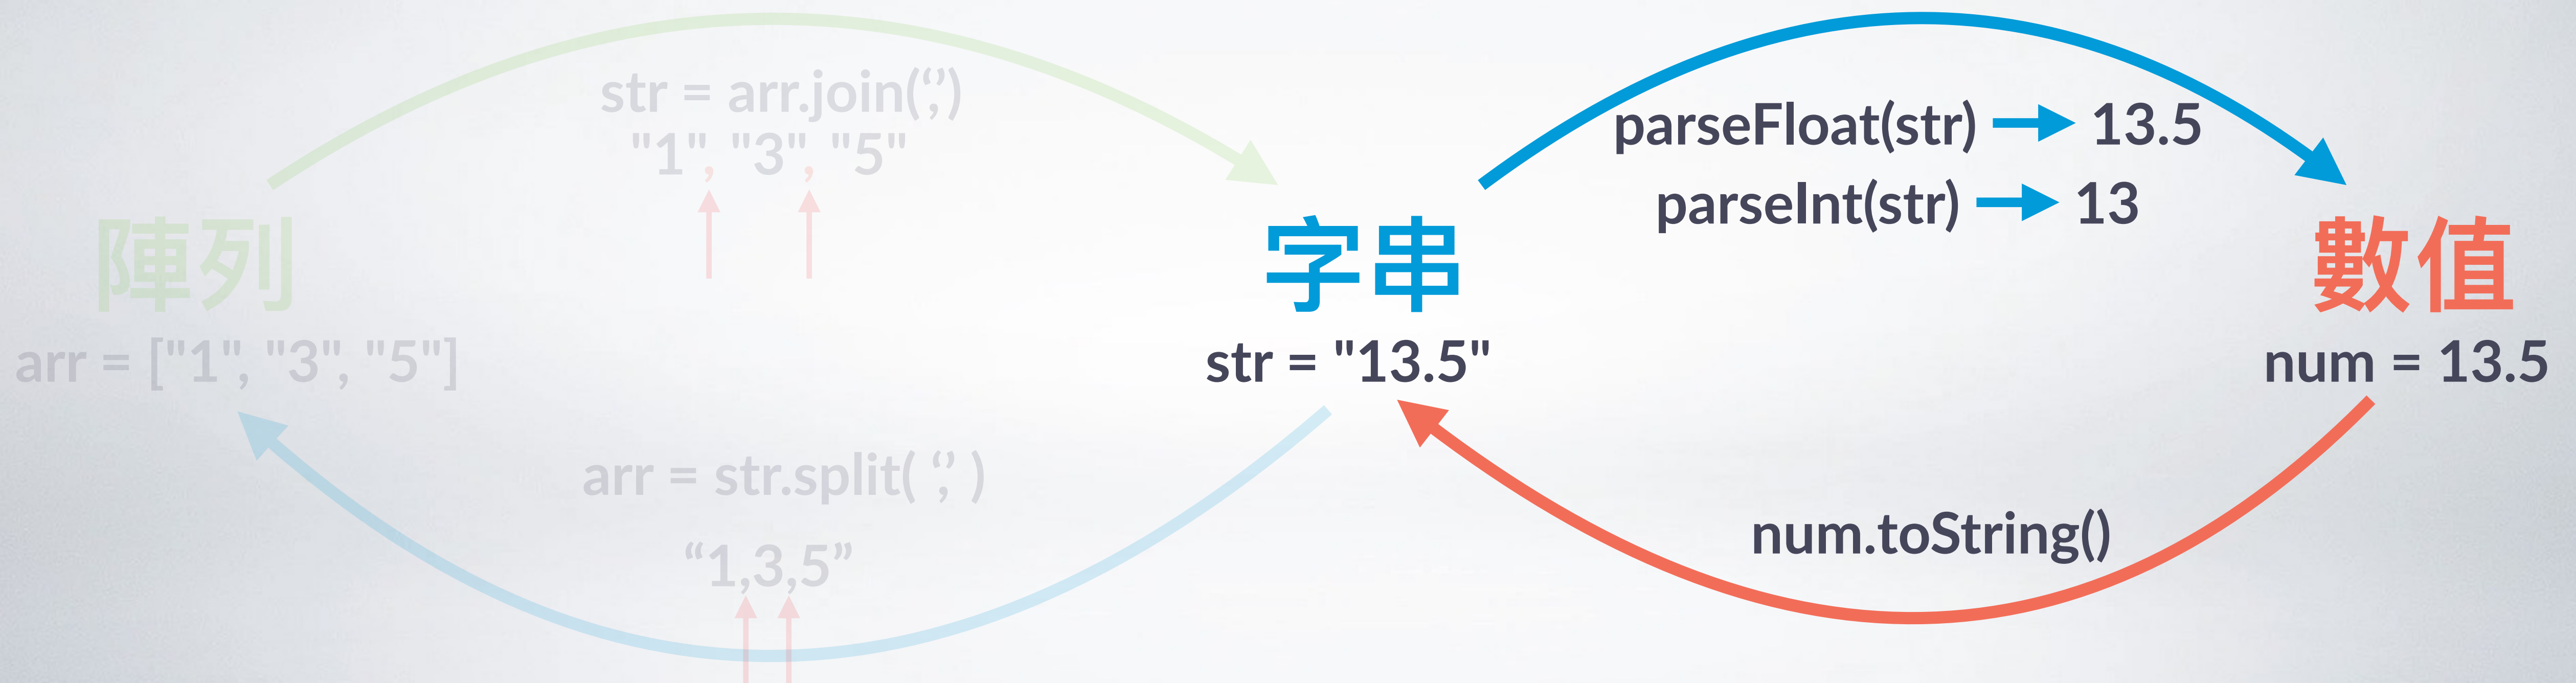 str = arr.join(‘,’)
"1", "3", "5"
陣列
arr = ["1", "3", "5"]
arr = str.split( ‘,’ )
“1,3,5”
字串
str = "13.5"
parseFloat(str) → 13.5
parseInt(str) → 13
數值
num = 13.5
num.toString()